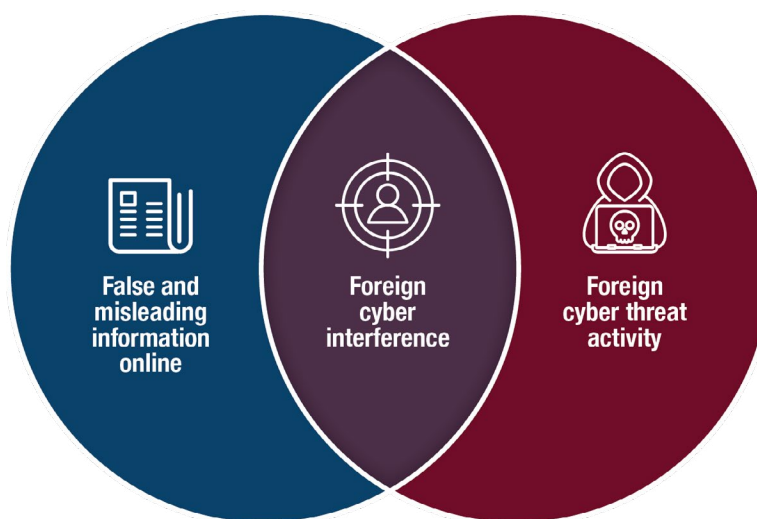 False and
misleading
information
online
Foreign
cyber
interference
Foreign
cyber threat
activity